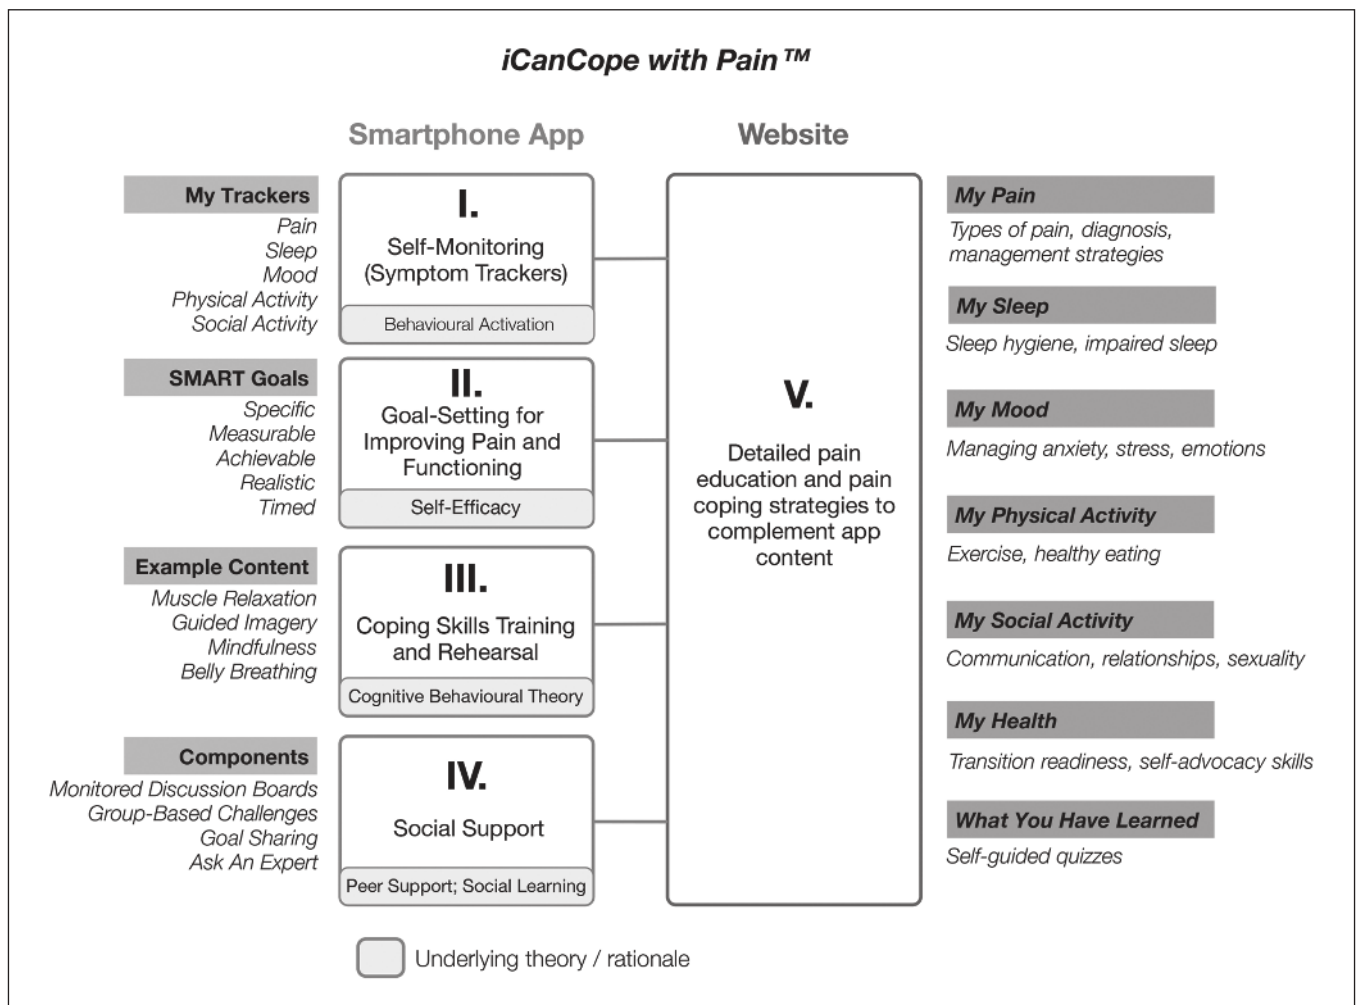 iCanCope with Pain™
Smartphone App
Website
My Trackers
Pain
Sleep
Mood
Physical Activity
Social Activity
I.
Self-Monitoring
(Symptom Trackers)
Behavioural Activation
SMART Goals
Specific
Measurable
Achievable
Realistic
Timed
II.
Goal-Setting for
Improving Pain and
Functioning
Self-Efficacy
Example Content
Muscle Relaxation
Guided Imagery
Mindfulness
Belly Breathing
III.
Coping Skills Training
and Rehearsal
Cognitive Behavioural Theory
Components
Monitored Discussion Boards
Group-Based Challenges
Goal Sharing
Ask An Expert
IV.
Social Support
Peer Support; Social Learning
V.
Detailed pain
education and pain
coping strategies to
complement app
content
My Pain
Types of pain, diagnosis,
management strategies
My Sleep
Sleep hygiene, impaired sleep
My Mood
Managing anxiety, stress, emotions
My Physical Activity
Exercise, healthy eating
My Social Activity
Communication, relationships, sexuality
My Health
Transition readiness, self-advocacy skills
What You Have Learned
Self-guided quizzes
Underlying theory / rationale